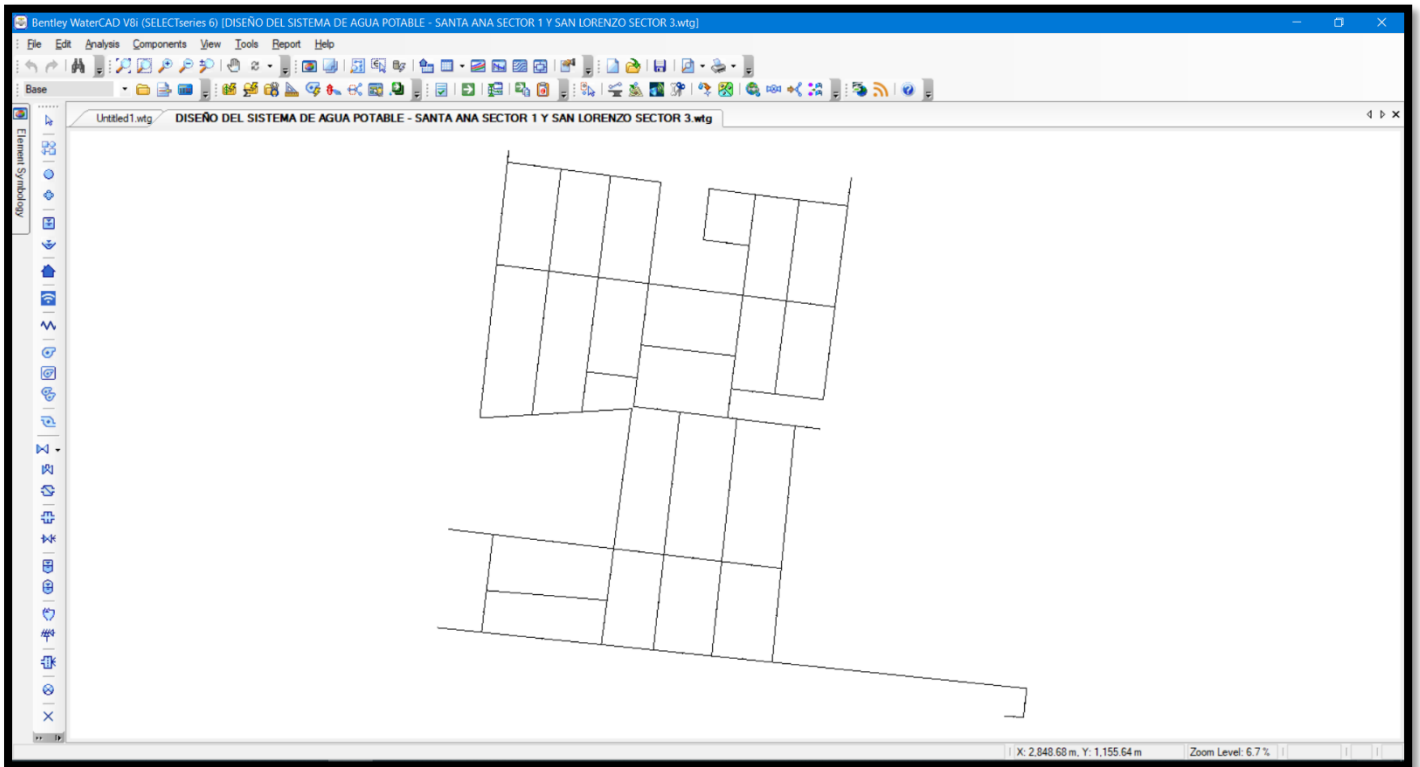 Bentley WaterCAD V8i (SELECTseries 6) [DISEÑO DEL SISTEMA DE AGUA POTABLE - SANTA ANA SECTOR 1 Y SAN LORENZO SECTOR 3.wtg]
File Edit Analysis Components View Tools Report Help
Base
Untitled1.wtg DISEÑO DEL SISTEMA DE AGUA POTABLE - SANTA ANA SECTOR 1 Y SAN LORENZO SECTOR 3.wtg
Element Symbology
X: 2,848.68 m, Y: 1,155.64 m Zoom Level: 6.7 %